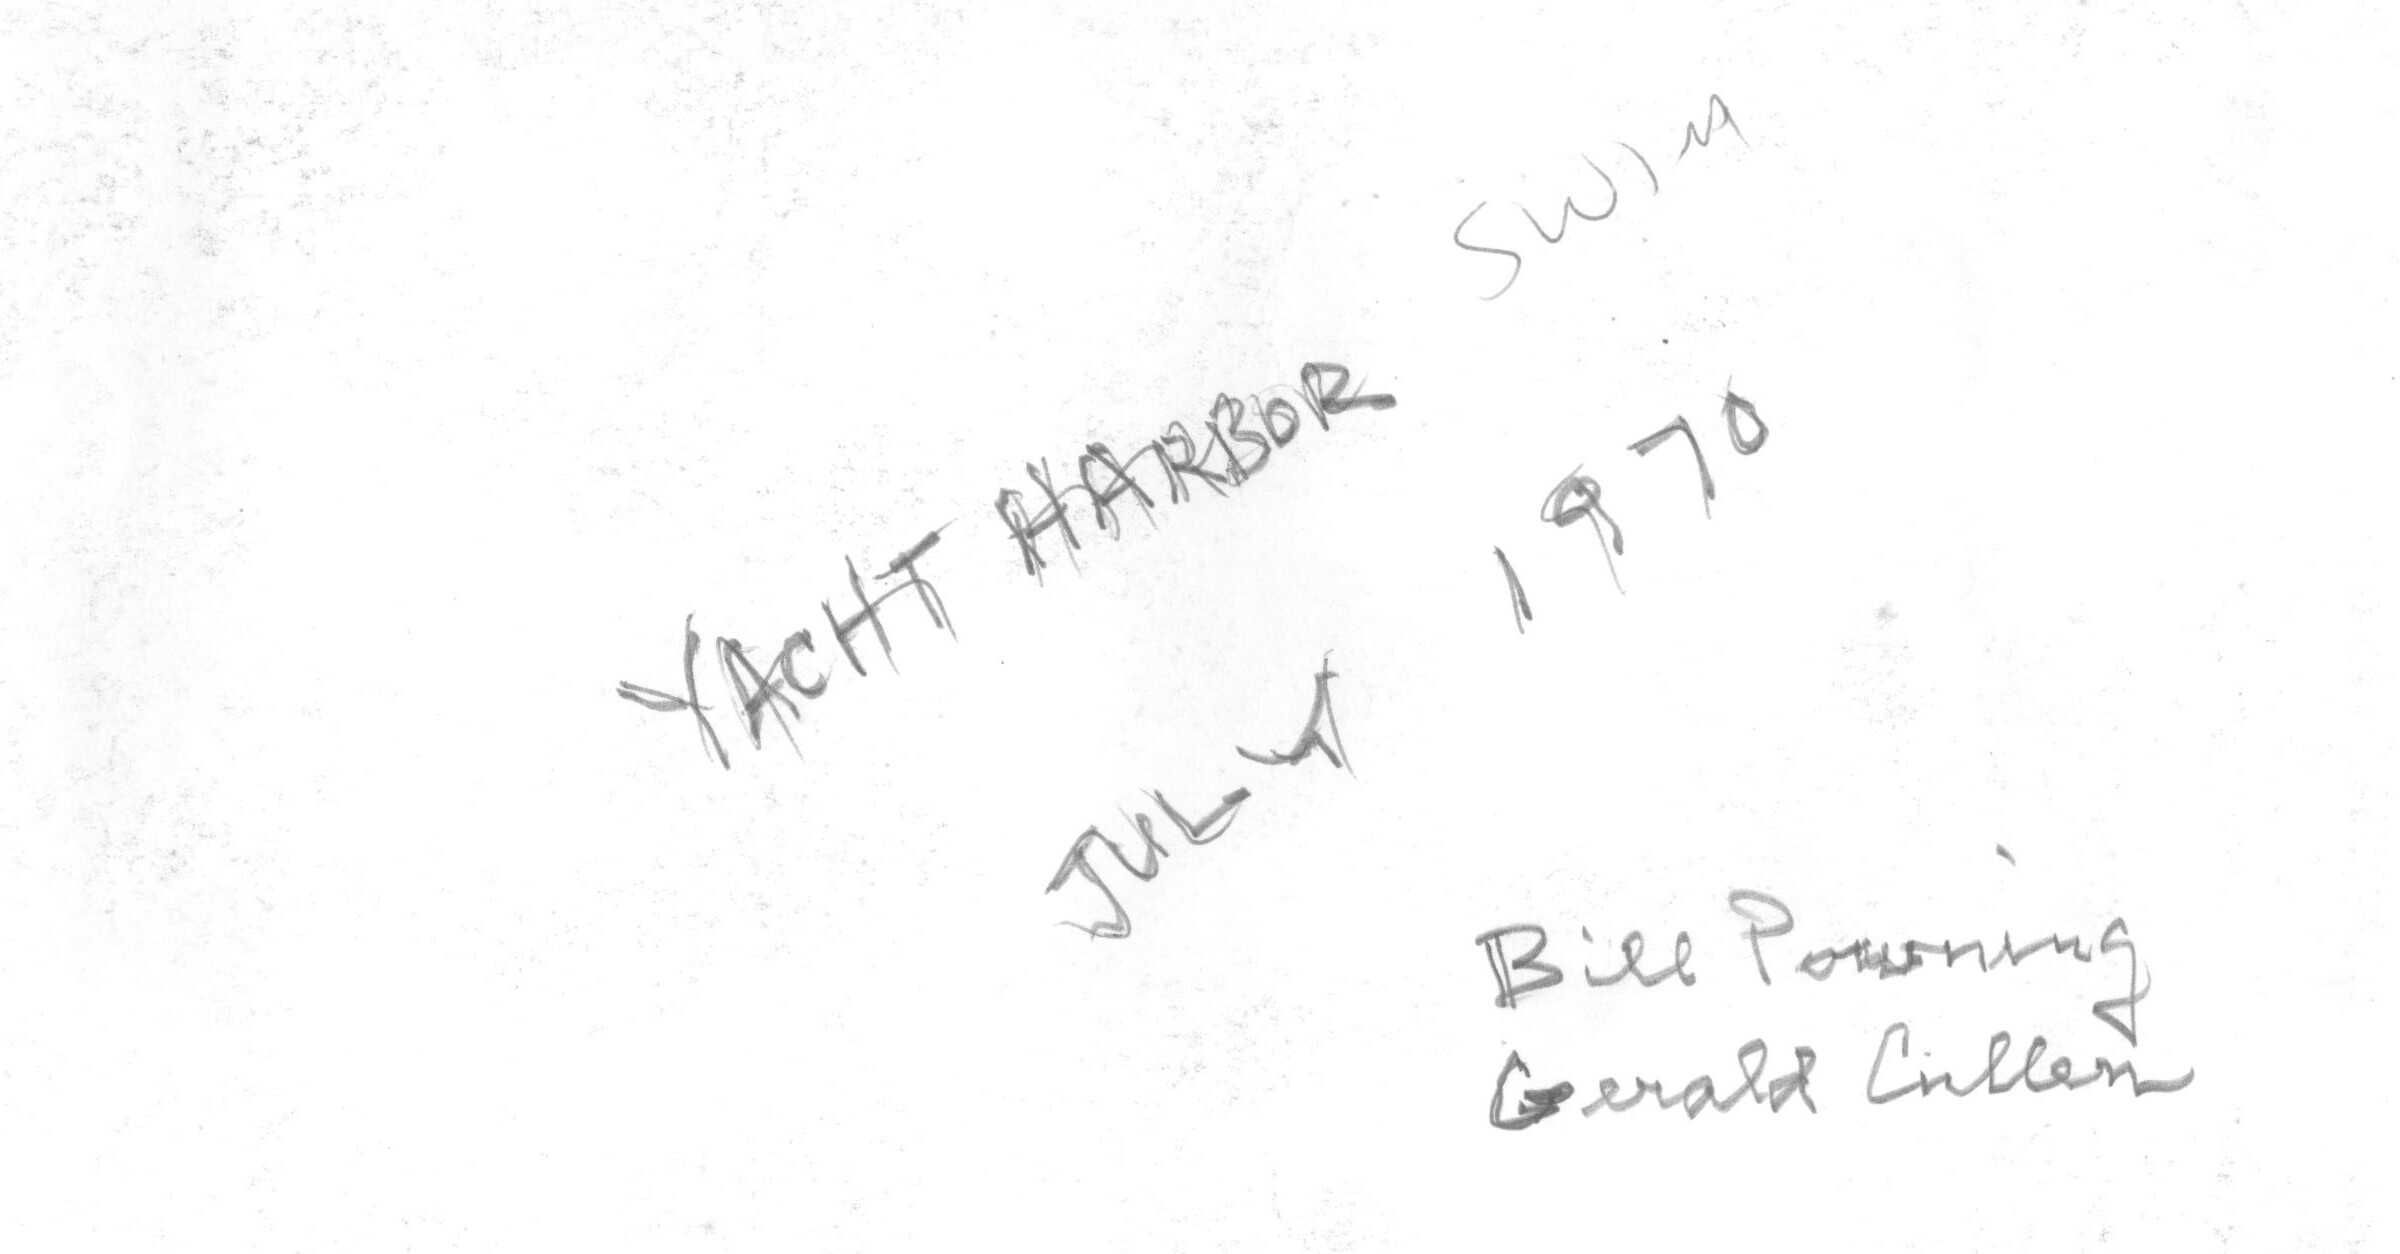 YACHT HARBOR SWIM
JULY 1970
Bill Powning
Gerald Cullen